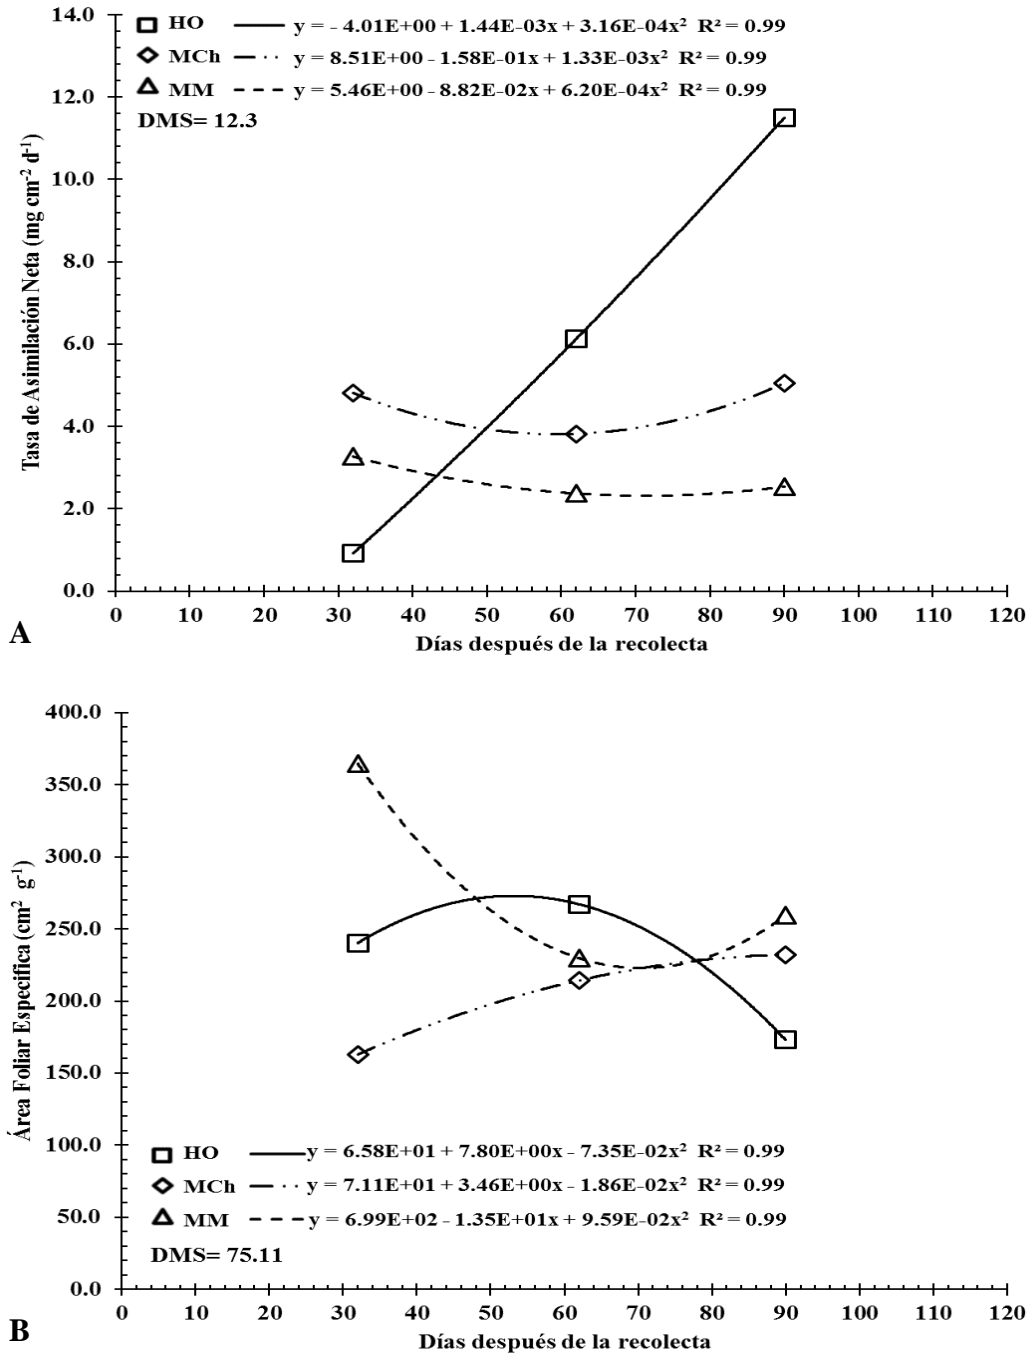 14.0
HO y = - 4.01E+00 + 1.44E-03x + 3.16E-04x² R² = 0.99
MCh y = 8.51E+00 - 1.58E-01x + 1.33E-03x² R² = 0.99
MM y = 5.46E+00 - 8.82E-02x + 6.20E-04x² R² = 0.99
DMS= 12.3
12.0
10.0
8.0
6.0
4.0
2.0
0.0
Tasa de Asimilación Neta (mg cm⁻² d⁻¹)
0 10 20 30 40 50 60 70 80 90 100 110 120
Días después de la recolecta
A
400.0
350.0
300.0
250.0
200.0
150.0
100.0
50.0
0.0
Área Foliar Especifica (cm² g⁻¹)
HO y = 6.58E+01 + 7.80E+00x - 7.35E-02x² R² = 0.99
MCh y = 7.11E+01 + 3.46E+00x - 1.86E-02x² R² = 0.99
MM y = 6.99E+02 - 1.35E+01x + 9.59E-02x² R² = 0.99
DMS= 75.11
0 10 20 30 40 50 60 70 80 90 100 110 120
Días después de la recolecta
B